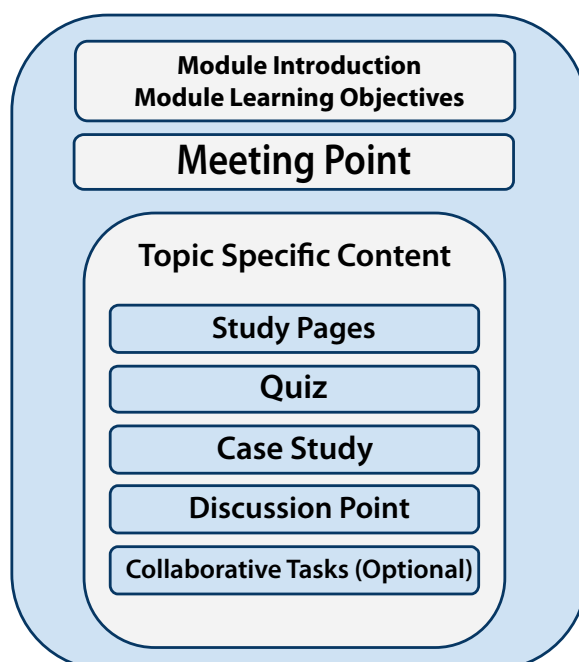 Module Introduction
Module Learning Objectives
Meeting Point
Topic Specific Content
Study Pages
Quiz
Case Study
Discussion Point
Collaborative Tasks (Optional)